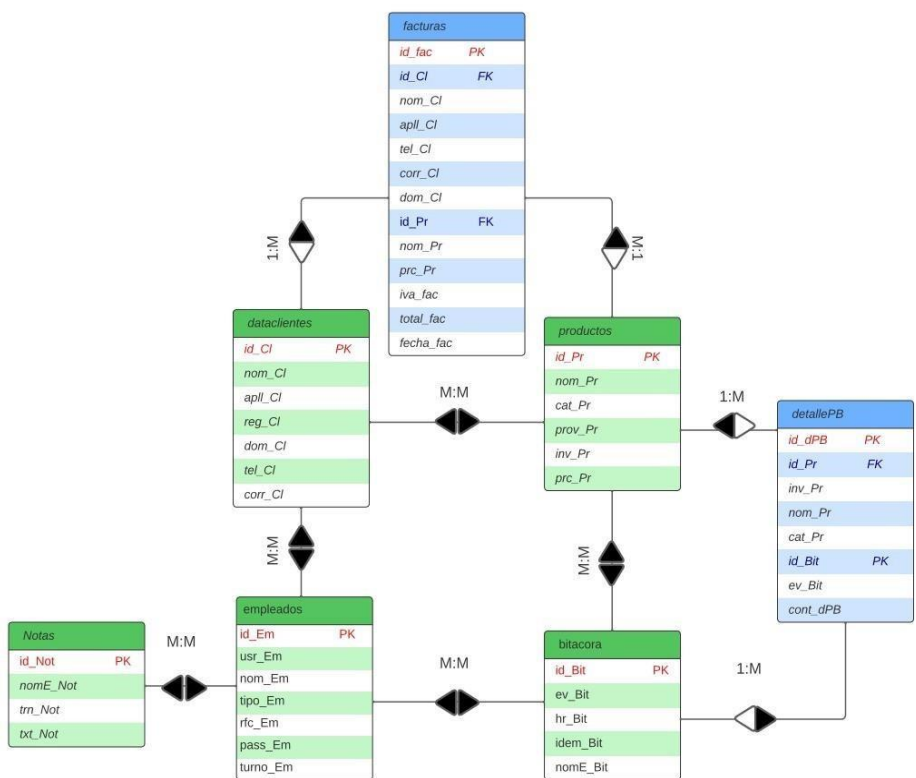 facturas
id_fac PK
id_Cl FK
nom_Cl
apll_Cl
tel_Cl
corr_Cl
dom_Cl
id_Pr FK
nom_Pr
prc_Pr
iva_fac
total_fac
fecha_fac
1:M
M:1
dataclientes
id_Cl PK
nom_Cl
apll_Cl
reg_Cl
dom_Cl
tel_Cl
corr_Cl
M:M
productos
id_Pr PK
nom_Pr
cat_Pr
prov_Pr
inv_Pr
prc_Pr
1:M
detallePB
id_dPB PK
id_Pr FK
inv_Pr
nom_Pr
cat_Pr
id_Bit PK
ev_Bit
cont_dPB
M:M
M:M
Notas
id_Not PK
nomE_Not
trn_Not
txt_Not
M:M
empleados
id_Em PK
usr_Em
nom_Em
tipo_Em
rfc_Em
pass_Em
turno_Em
M:M
bitacora
id_Bit PK
ev_Bit
hr_Bit
idem_Bit
nomE_Bit
1:M